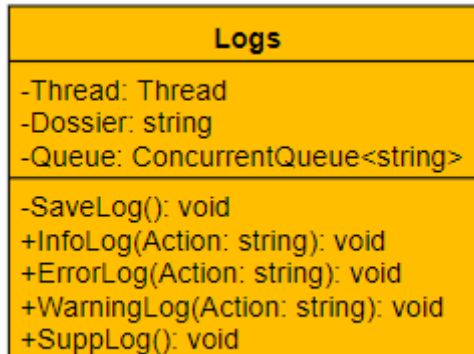 Logs
-Thread: Thread
-Dossier: string
-Queue: ConcurrentQueue<string>
-SaveLog(): void
+InfoLog(Action: string): void
+ErrorLog(Action: string): void
+WarningLog(Action: string): void
+SuppLog(): void